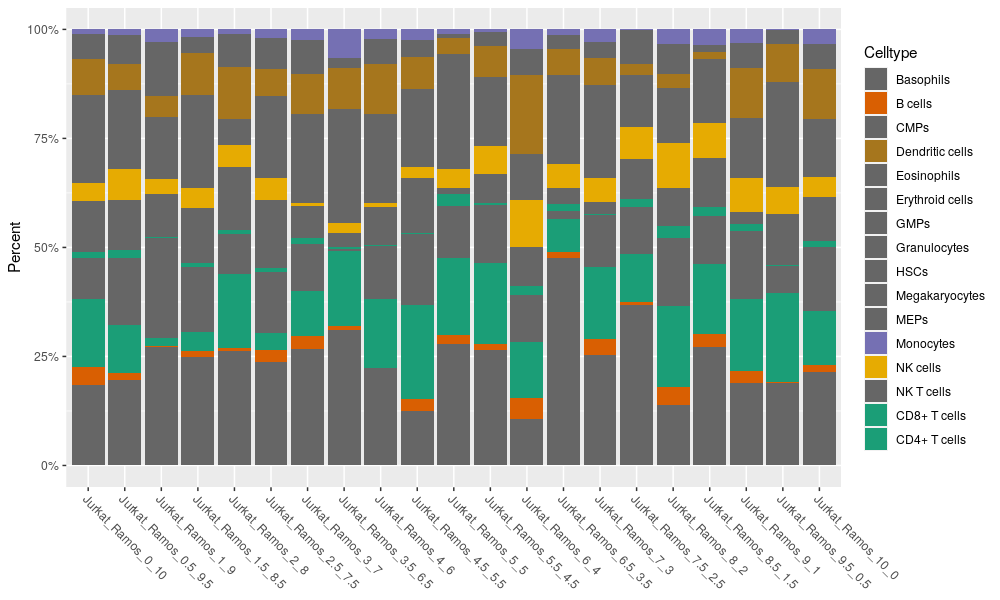 100%
75%
50%
25%
0%
Percent
Jurkat_Ramos_0_10
Jurkat_Ramos_0.5_9.5
Jurkat_Ramos_1_9
Jurkat_Ramos_1.5_8.5
Jurkat_Ramos_2_8
Jurkat_Ramos_2.5_7.5
Jurkat_Ramos_3_7
Jurkat_Ramos_3.5_6.5
Jurkat_Ramos_4_6
Jurkat_Ramos_4.5_5.5
Jurkat_Ramos_5_5
Jurkat_Ramos_5.5_4.5
Jurkat_Ramos_6_4
Jurkat_Ramos_6.5_3.5
Jurkat_Ramos_7_3
Jurkat_Ramos_7.5_2.5
Jurkat_Ramos_8_2
Jurkat_Ramos_8.5_1.5
Jurkat_Ramos_9_1
Jurkat_Ramos_9.5_0.5
Jurkat_Ramos_10_0
Celltype
Basophils
B cells
CMPs
Dendritic cells
Eosinophils
Erythroid cells
GMPs
Granulocytes
HSCs
Megakaryocytes
MEPs
Monocytes
NK cells
NK T cells
CD8+ T cells
CD4+ T cells